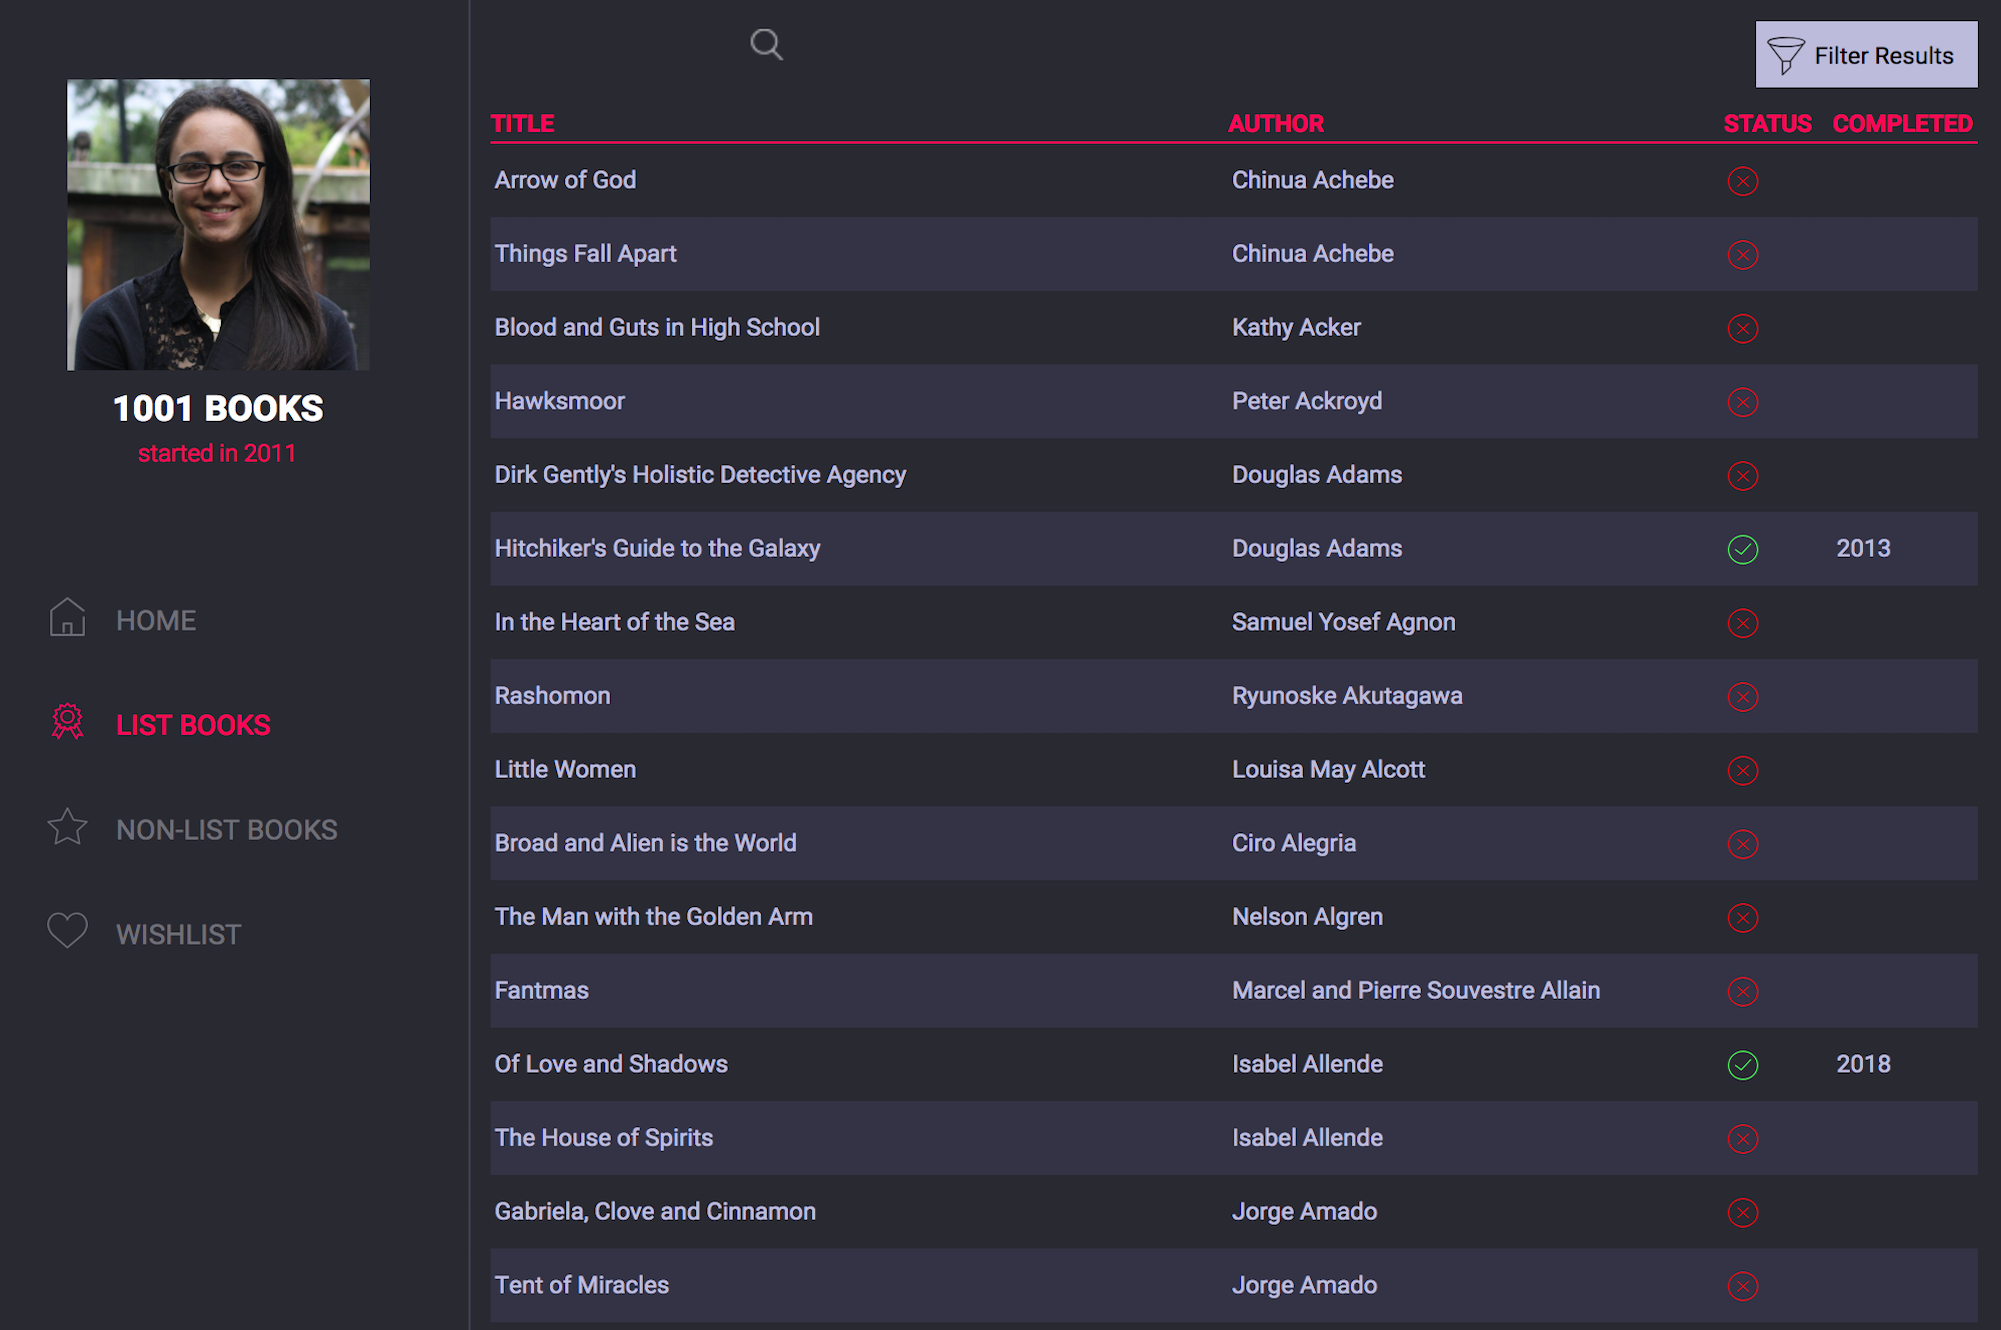 1001 BOOKS
started in 2011
HOME
LIST BOOKS
NON-LIST BOOKS
WISHLIST
Filter Results
TITLE AUTHOR STATUS COMPLETED
Arrow of God Chinua Achebe
Things Fall Apart Chinua Achebe
Blood and Guts in High School Kathy Acker
Hawksmoor Peter Ackroyd
Dirk Gently's Holistic Detective Agency Douglas Adams
Hitchiker's Guide to the Galaxy Douglas Adams 2013
In the Heart of the Sea Samuel Yosef Agnon
Rashomon Ryunoske Akutagawa
Little Women Louisa May Alcott
Broad and Alien is the World Ciro Alegria
The Man with the Golden Arm Nelson Algren
Fantmas Marcel and Pierre Souvestre Allain
Of Love and Shadows Isabel Allende 2018
The House of Spirits Isabel Allende
Gabriela, Clove and Cinnamon Jorge Amado
Tent of Miracles Jorge Amado